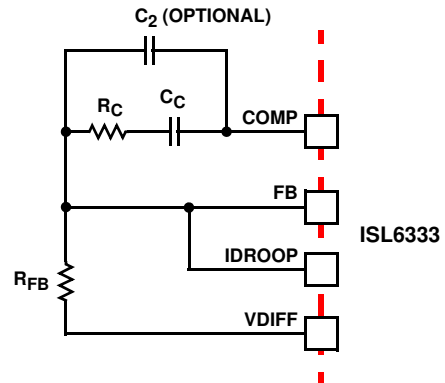 C2 (OPTIONAL)
RC
CC
COMP
FB
ISL6333
IDROOP
RFB
VDIFF